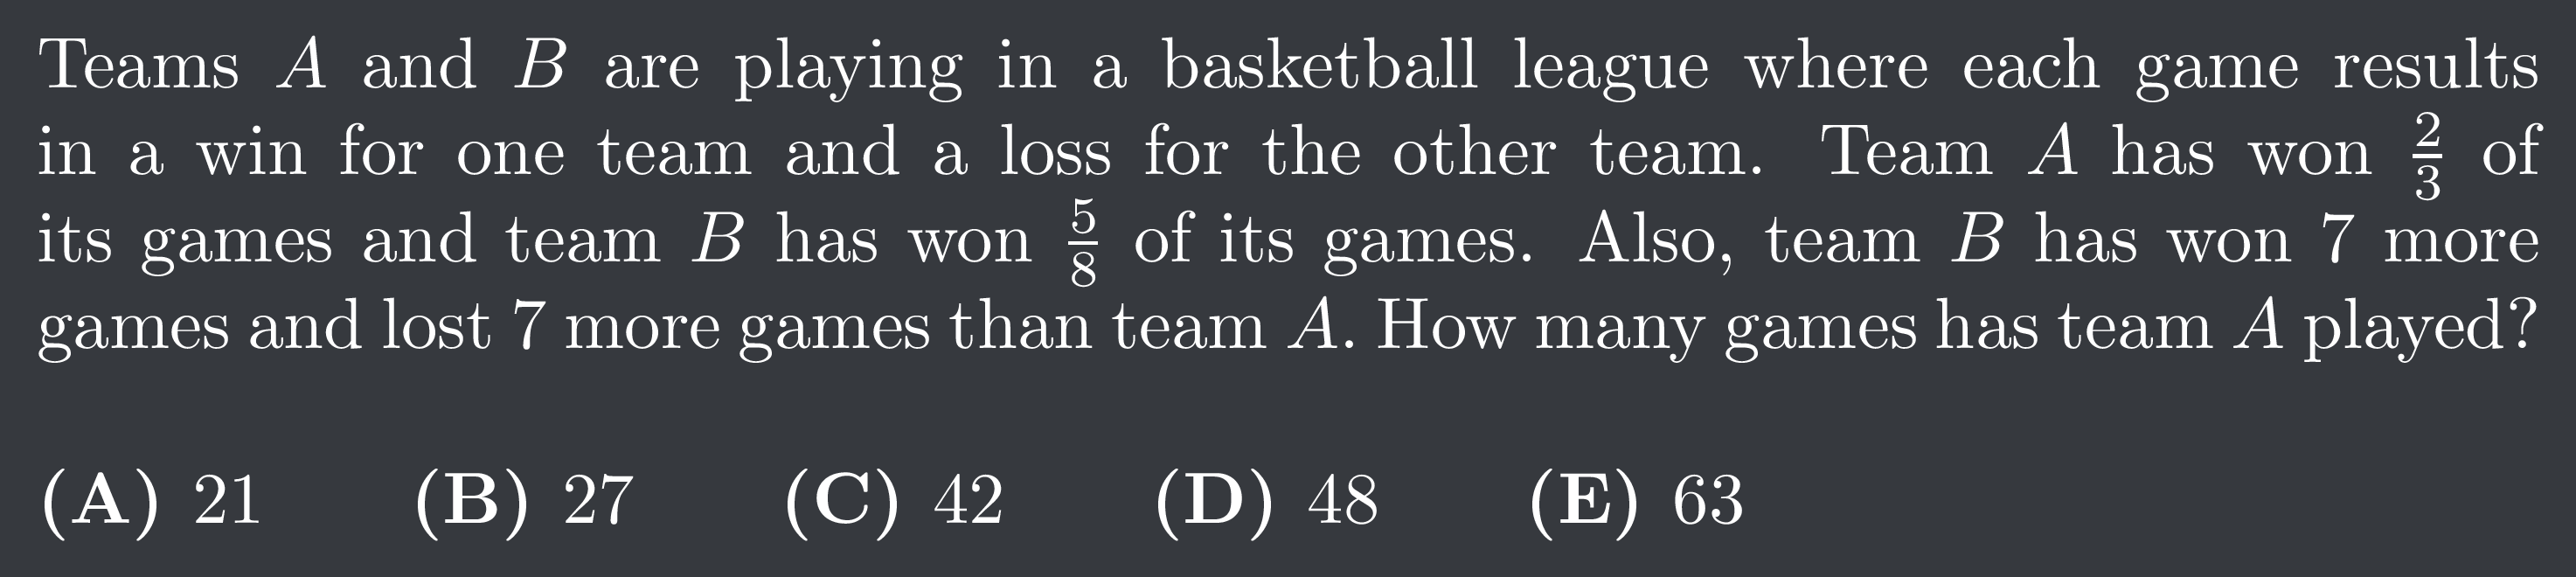 Teams A and B are playing in a basketball league where each game results
in a win for one team and a loss for the other team. Team A has won 2/3 of
its games and team B has won 5/8 of its games. Also, team B has won 7 more
games and lost 7 more games than team A. How many games has team A played?
(A) 21 (B) 27 (C) 42 (D) 48 (E) 63